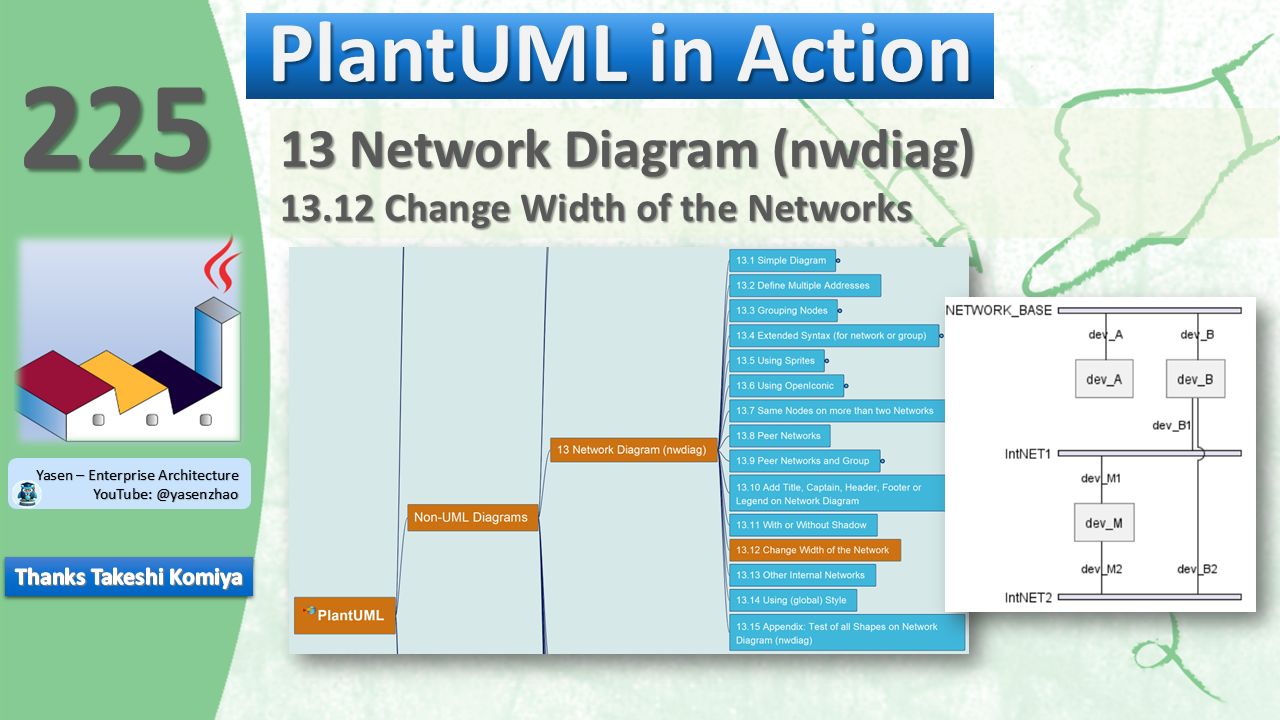 PlantUML in Action
225
13 Network Diagram (nwdiag)
13.12 Change Width of the Networks
Yasen – Enterprise Architecture
YouTube: @yasenzhao
Thanks Takeshi Komiya
PlantUML
Non-UML Diagrams
13 Network Diagram (nwdiag)
13.1 Simple Diagram
13.2 Define Multiple Addresses
13.3 Grouping Nodes
13.4 Extended Syntax (for network or group)
13.5 Using Sprites
13.6 Using OpenIconic
13.7 Same Nodes on more than two Networks
13.8 Peer Networks
13.9 Peer Networks and Group
13.10 Add Title, Captain, Header, Footer or
Legend on Network Diagram
13.11 With or Without Shadow
13.12 Change Width of the Network
13.13 Other Internal Networks
13.14 Using (global) Style
13.15 Appendix: Test of all Shapes on Network
Diagram (nwdiag)
NETWORK_BASE
dev_A
dev_B
dev_A
dev_B
dev_B1
IntNET1
dev_M1
dev_M
dev_M2
dev_B2
IntNET2